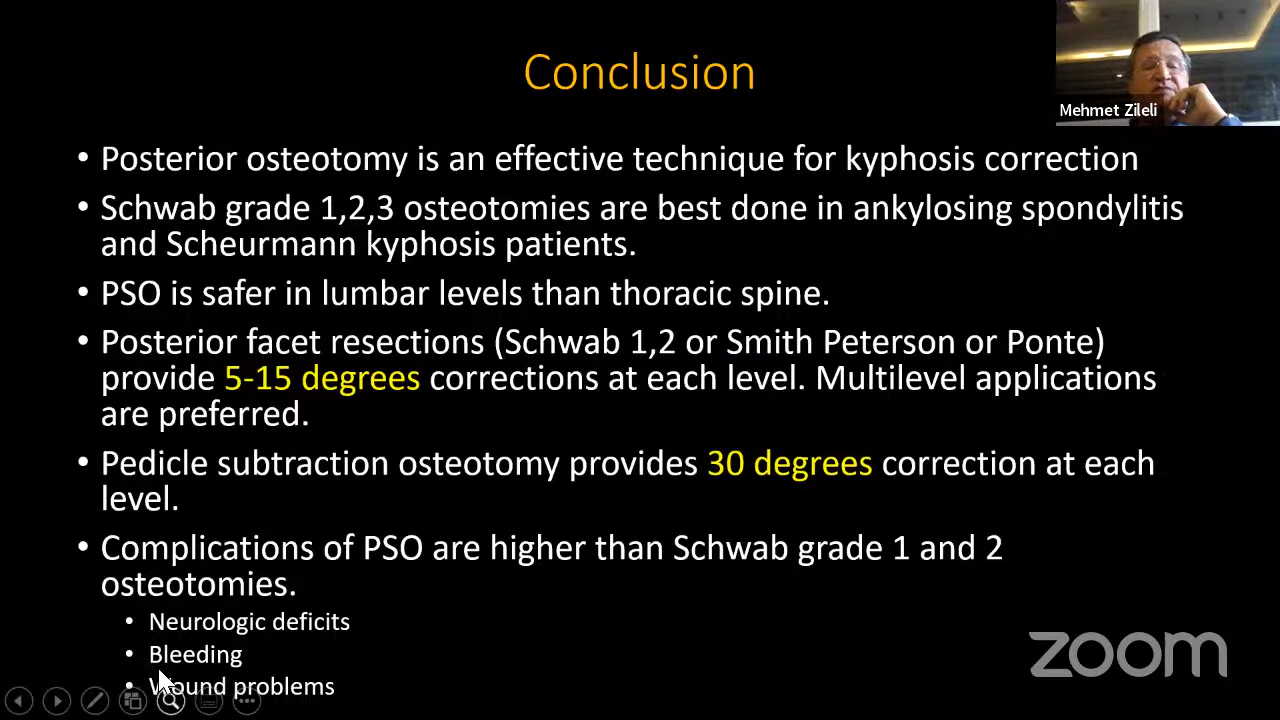 Conclusion
Mehmet Zileli
• Posterior osteotomy is an effective technique for kyphosis correction
• Schwab grade 1,2,3 osteotomies are best done in ankylosing spondylitis
and Scheurmann kyphosis patients.
• PSO is safer in lumbar levels than thoracic spine.
• Posterior facet resections (Schwab 1,2 or Smith Peterson or Ponte)
provide 5-15 degrees corrections at each level. Multilevel applications
are preferred.
• Pedicle subtraction osteotomy provides 30 degrees correction at each
level.
• Complications of PSO are higher than Schwab grade 1 and 2
osteotomies.
• Neurologic deficits
• Bleeding
• Wound problems
zoom